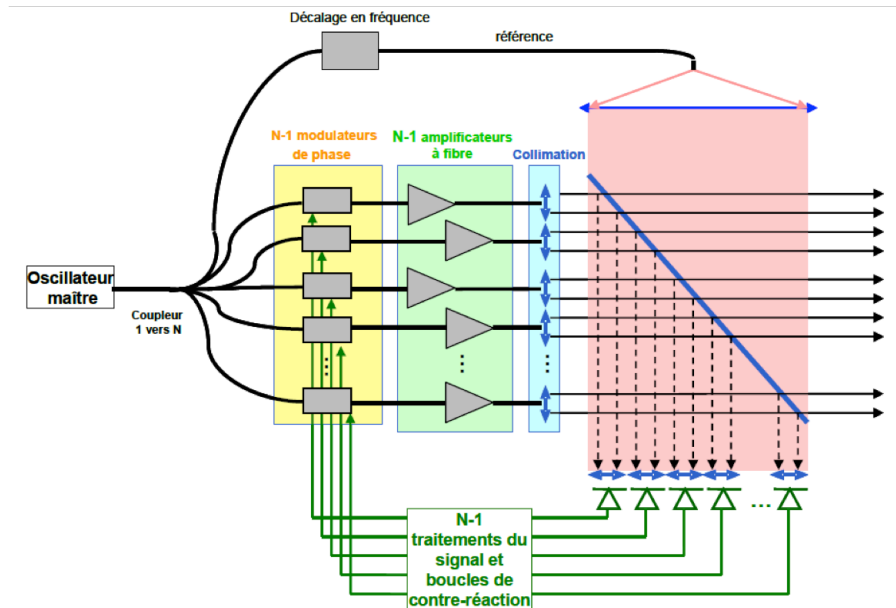 Décalage en fréquence
référence
N-1 modulateurs
de phase
N-1 amplificateurs
à fibre
Collimation
Oscillateur
maître
Coupleur
1 vers N
...
...
...
...
N-1
traitements du
signal et
boucles de
contre-réaction